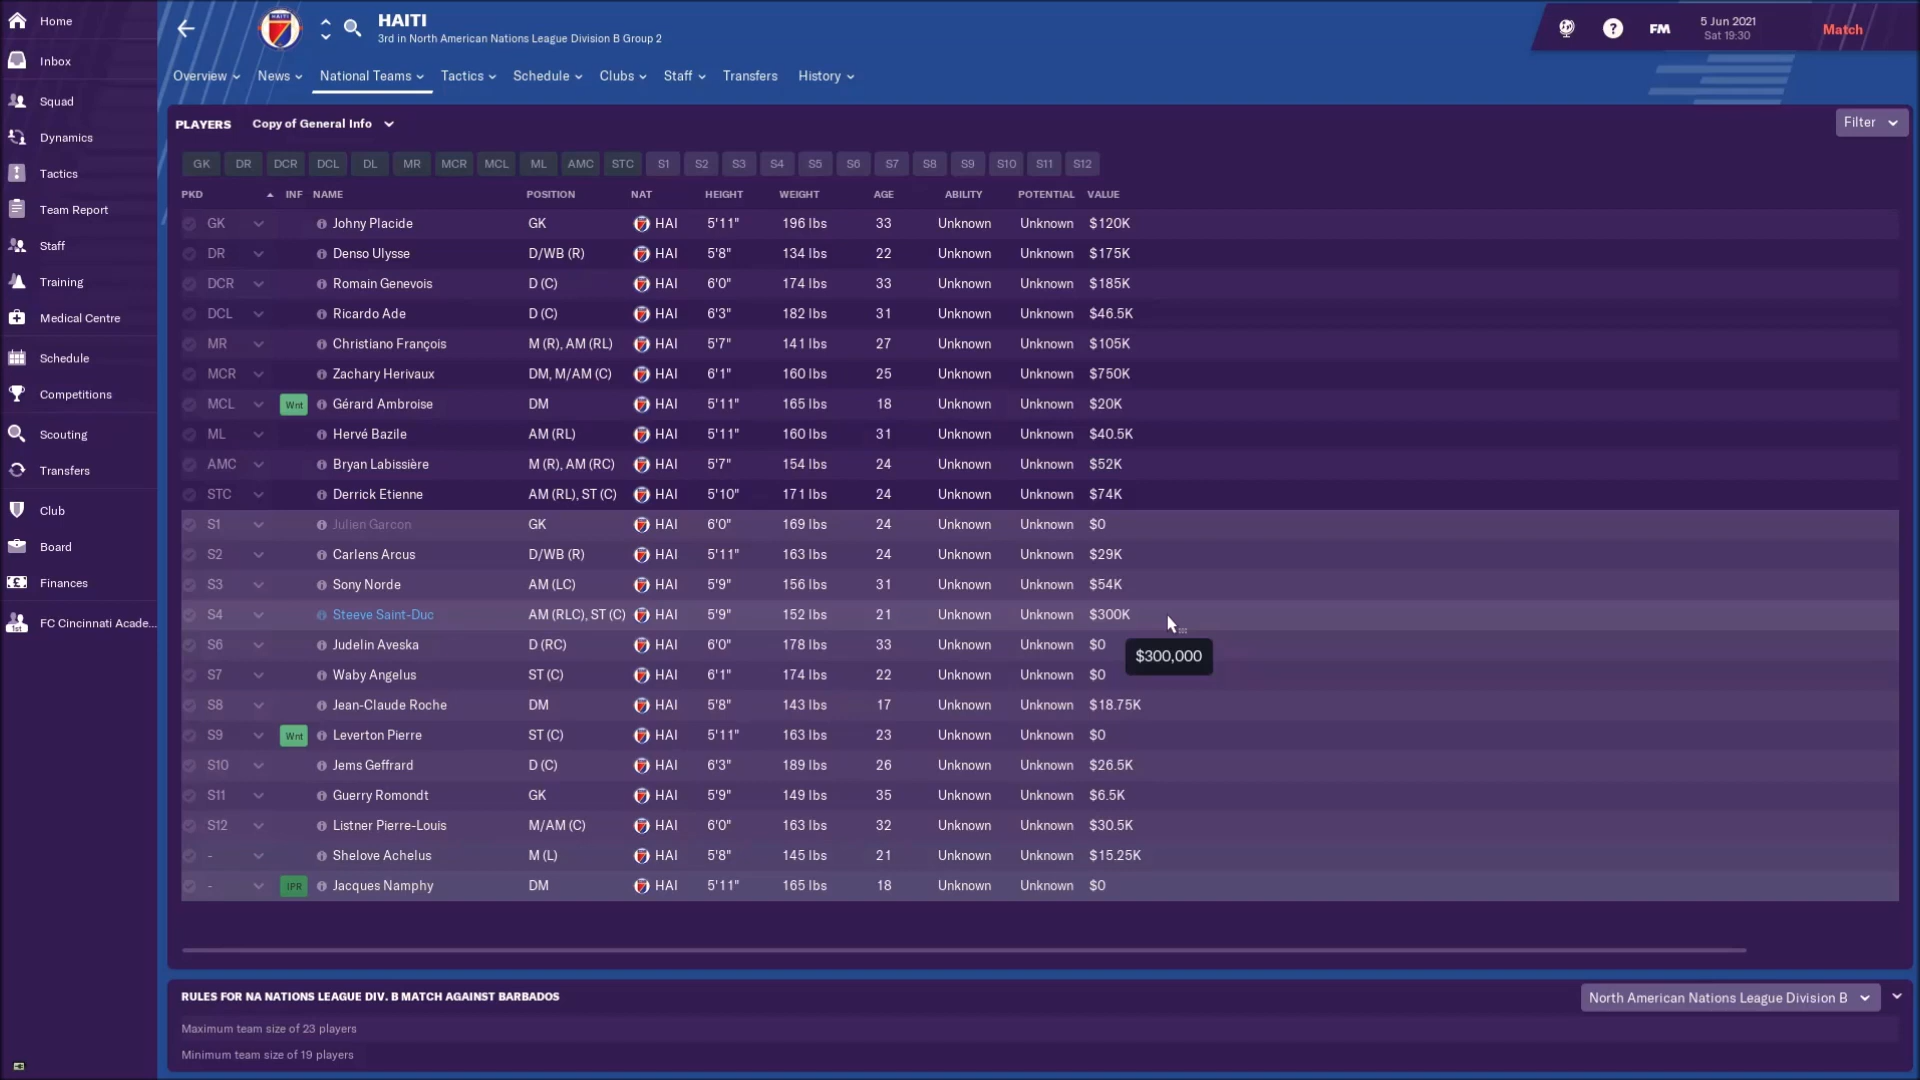 Home
Inbox
Squad
Dynamics
Tactics
Team Report
Staff
Training
Medical Centre
Schedule
Competitions
Scouting
Transfers
Club
Board
Finances
1st FC Cincinnati Acade...
HAITI
3rd in North American Nations League Division B Group 2
FM
5 Jun 2021
Sat 19:30
Match
Overview News National Teams Tactics Schedule Clubs Staff Transfers History
PLAYERS Copy of General Info Filter
GK DR DCR DCL DL MR MCR MCL ML AMC STC S1 S2 S3 S4 S5 S6 S7 S8 S9 S10 S11 S12
PKD INF NAME POSITION NAT HEIGHT WEIGHT AGE ABILITY POTENTIAL VALUE
GK Johny Placide GK HAI 5'11" 196 lbs 33 Unknown Unknown $120K
DR Denso Ulysse D/WB (R) HAI 5'8" 134 lbs 22 Unknown Unknown $175K
DCR Romain Genevois D (C) HAI 6'0" 174 lbs 33 Unknown Unknown $185K
DCL Ricardo Ade D (C) HAI 6'3" 182 lbs 31 Unknown Unknown $46.5K
MR Christiano François M (R), AM (RL) HAI 5'7" 141 lbs 27 Unknown Unknown $105K
MCR Zachary Herivaux DM, M/AM (C) HAI 6'1" 160 lbs 25 Unknown Unknown $750K
MCL Wnt Gérard Ambroise DM HAI 5'11" 165 lbs 18 Unknown Unknown $20K
ML Hervé Bazile AM (RL) HAI 5'11" 160 lbs 31 Unknown Unknown $40.5K
AMC Bryan Labissière M (R), AM (RC) HAI 5'7" 154 lbs 24 Unknown Unknown $52K
STC Derrick Etienne AM (RL), ST (C) HAI 5'10" 171 lbs 24 Unknown Unknown $74K
S1 Julien Garcon GK HAI 6'0" 169 lbs 24 Unknown Unknown $0
S2 Carlens Arcus D/WB (R) HAI 5'11" 163 lbs 24 Unknown Unknown $29K
S3 Sony Norde AM (LC) HAI 5'9" 156 lbs 31 Unknown Unknown $54K
S4 Steeve Saint-Duc AM (RLC), ST (C) HAI 5'9" 152 lbs 21 Unknown Unknown $300K
S6 Judelin Aveska D (RC) HAI 6'0" 178 lbs 33 Unknown Unknown $0
$300,000
S7 Waby Angelus ST (C) HAI 6'1" 174 lbs 22 Unknown Unknown $0
S8 Jean-Claude Roche DM HAI 5'8" 143 lbs 17 Unknown Unknown $18.75K
S9 Wnt Leverton Pierre ST (C) HAI 5'11" 163 lbs 23 Unknown Unknown $0
S10 Jems Geffrard D (C) HAI 6'3" 189 lbs 26 Unknown Unknown $26.5K
S11 Guerry Romondt GK HAI 5'9" 149 lbs 35 Unknown Unknown $6.5K
S12 Listner Pierre-Louis M/AM (C) HAI 6'0" 163 lbs 32 Unknown Unknown $30.5K
- Shelove Achelus M (L) HAI 5'8" 145 lbs 21 Unknown Unknown $15.25K
- IPR Jacques Namphy DM HAI 5'11" 165 lbs 18 Unknown Unknown $0
RULES FOR NA NATIONS LEAGUE DIV. B MATCH AGAINST BARBADOS North American Nations League Division B
Maximum team size of 23 players
Minimum team size of 19 players